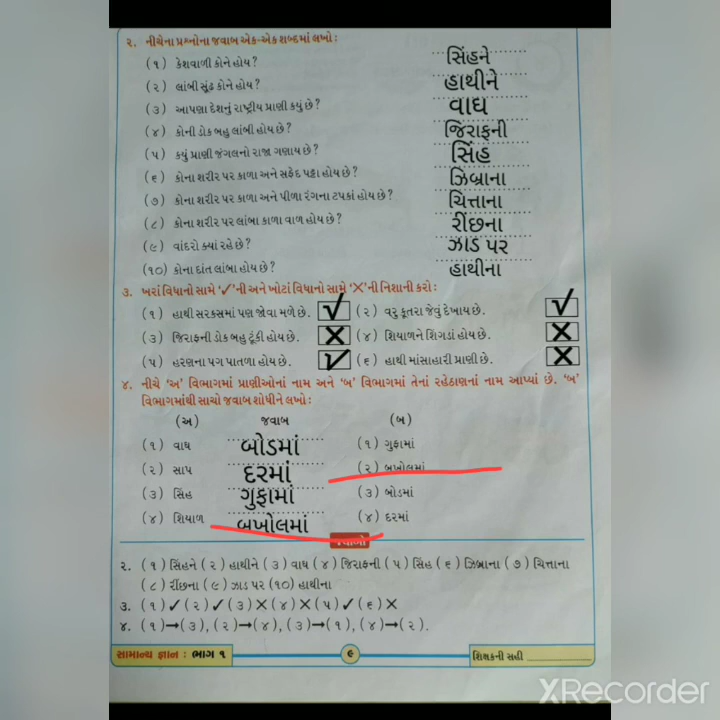 ૨. નીચેના પ્રશ્નોના જવાબ એક-એક શબ્દમાં લખો :
(૧) કેશવાળી કોને હોય ? સિંહને
(૨) લાંબી સૂંઢ કોને હોય ? હાથીને
(૩) આપણા દેશનું રાષ્ટ્રીય પ્રાણી કયું છે ? વાઘ
(૪) કોની ડોક બહુ લાંબી હોય છે ? જિરાફની
(૫) કયું પ્રાણી જંગલનો રાજા ગણાય છે ? સિંહ
(૬) કોના શરીર પર કાળા અને સફેદ પટ્ટા હોય છે ? ઝિબ્રાના
(૭) કોના શરીર પર કાળા અને પીળા રંગના ટપકાં હોય છે ? ચિત્તાના
(૮) કોના શરીર પર લાંબા કાળા વાળ હોય છે ? રીંછના
(૯) વાંદરો ક્યાં રહે છે ? ઝાડ પર
(૧૦) કોના દાંત લાંબા હોય છે ? હાથીના
૩. ખરાં વિધાનો સામે ‘✓’ ની અને ખોટાં વિધાનો સામે ‘✕’ ની નિશાની કરો :
(૧) હાથી સરકસમાં પણ જોવા મળે છે. ✓ (૨) વરુ કૂતરા જેવું દેખાય છે. ✓
(૩) જિરાફની ડોક બહુ ટૂંકી હોય છે. ✕ (૪) શિયાળને શિંગડાં હોય છે. ✕
(૫) હરણના પગ પાતળા હોય છે. ✓ (૬) હાથી માંસાહારી પ્રાણી છે. ✕
૪. નીચે ‘અ’ વિભાગમાં પ્રાણીઓનાં નામ અને ‘બ’ વિભાગમાં તેનાં રહેઠાણનાં નામ આપ્યાં છે. ‘બ’
વિભાગમાંથી સાચો જવાબ શોધીને લખો :
(અ) જવાબ (બ)
(૧) વાઘ બોડમાં (૧) ગુફામાં
(૨) સાપ દરમાં (૨) બખોલમાં
(૩) સિંહ ગુફામાં (૩) બોડમાં
(૪) શિયાળ બખોલમાં (૪) દરમાં
જવાબો
૨. (૧) સિંહને (૨) હાથીને (૩) વાઘ (૪) જિરાફની (૫) સિંહ (૬) ઝિબ્રાના (૭) ચિત્તાના
(૮) રીંછના (૯) ઝાડ પર (૧૦) હાથીના
૩. (૧) ✓ (૨) ✓ (૩) ✕ (૪) ✕ (૫) ✓ (૬) ✕
૪. (૧)→(૩), (૨)→(૪), (૩)→(૧), (૪)→(૨).
સામાન્ય જ્ઞાન : ભાગ ૧ ૯ શિક્ષકની સહી
XRecorder